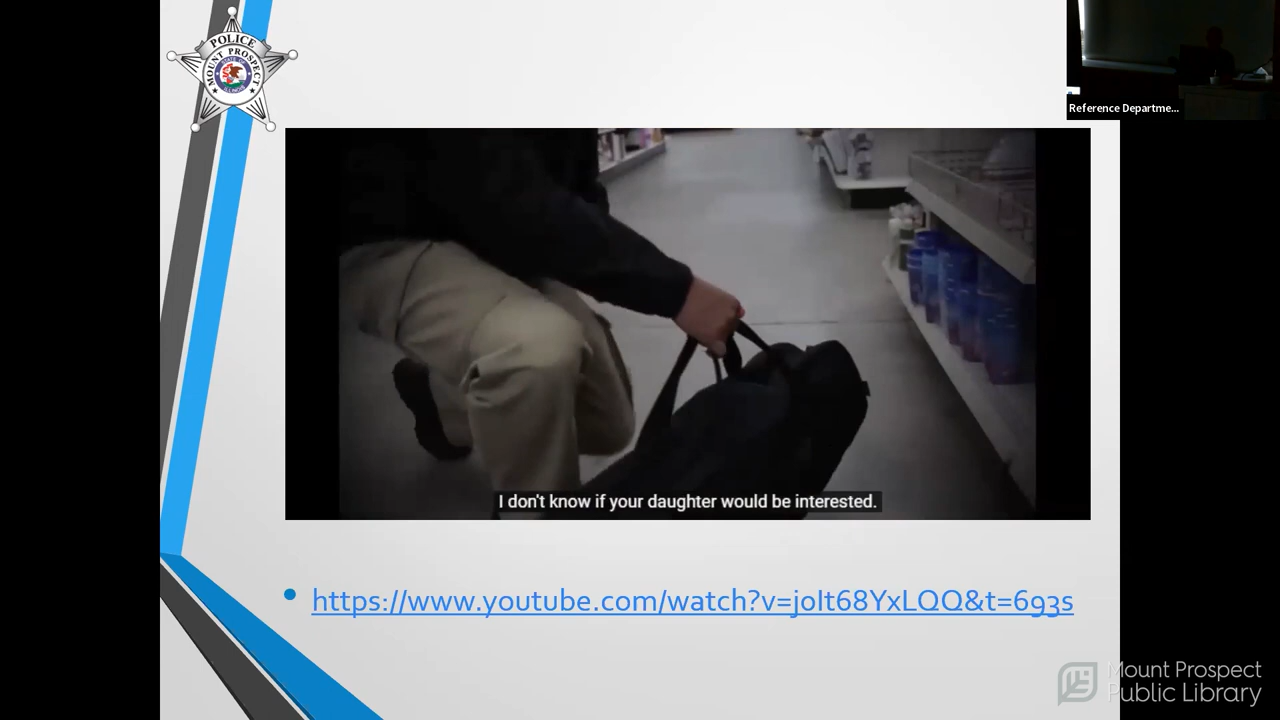 POLICE
MOUNT PROSPECT
ILLINOIS
Reference Departme...
I don't know if your daughter would be interested.
https://www.youtube.com/watch?v=joIt68YxLQQ&t=693s
Mount Prospect
Public Library